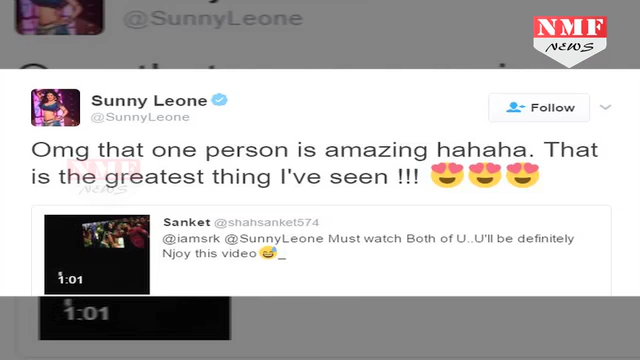 @SunnyLeone
NMF
NEWS
Sunny Leone
@SunnyLeone
Follow
Omg that one person is amazing hahaha. That
is the greatest thing I've seen !!! 😍😍😍
NMF
NEWS
Sanket @shahsanket574
@iamsrk @SunnyLeone Must watch Both of U..U'll be definitely
Njoy this video😅_
1:01
1:01